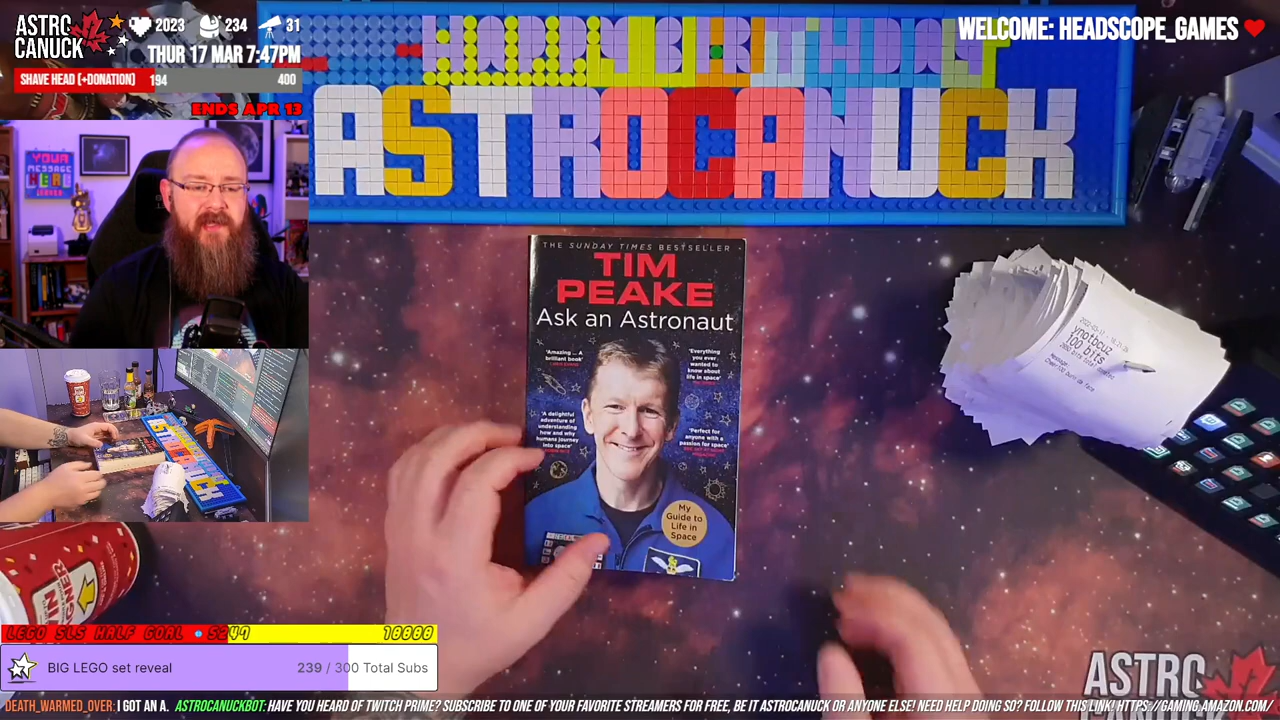 ASTRO
CANUCK
2023
234
31
THUR 17 MAR 7:47PM
SHAVE HEAD (+DONATION) 194 400
ENDS APR 13
WELCOME: HEADSCOPE_GAMES
ASTROCANUCK
YOUR
MESSAGE
HERE
THE SUNDAY TIMES BESTSELLER
TIM
PEAKE
Ask an Astronaut
'Amazing ... A
brilliant book'
'Everything
you ever
wanted to
know about
life in space'
'A delightful
adventure of
understanding
how and why
humans journey
into space'
'Perfect for
anyone with a
passion for space'
My
Guide to
Life in
Space
ynotbcuz
100 bits
LEGO SLS HALF GOAL 5247 10000
BIG LEGO set reveal 239 / 300 Total Subs
ASTRO
DEATH_WARMED_OVER: I GOT AN A. ASTROCANUCKBOT: HAVE YOU HEARD OF TWITCH PRIME? SUBSCRIBE TO ONE OF YOUR FAVORITE STREAMERS FOR FREE, BE IT ASTROCANUCK OR ANYONE ELSE! NEED HELP DOING SO? FOLLOW THIS LINK! HTTPS://GAMING.AMAZON.COM/